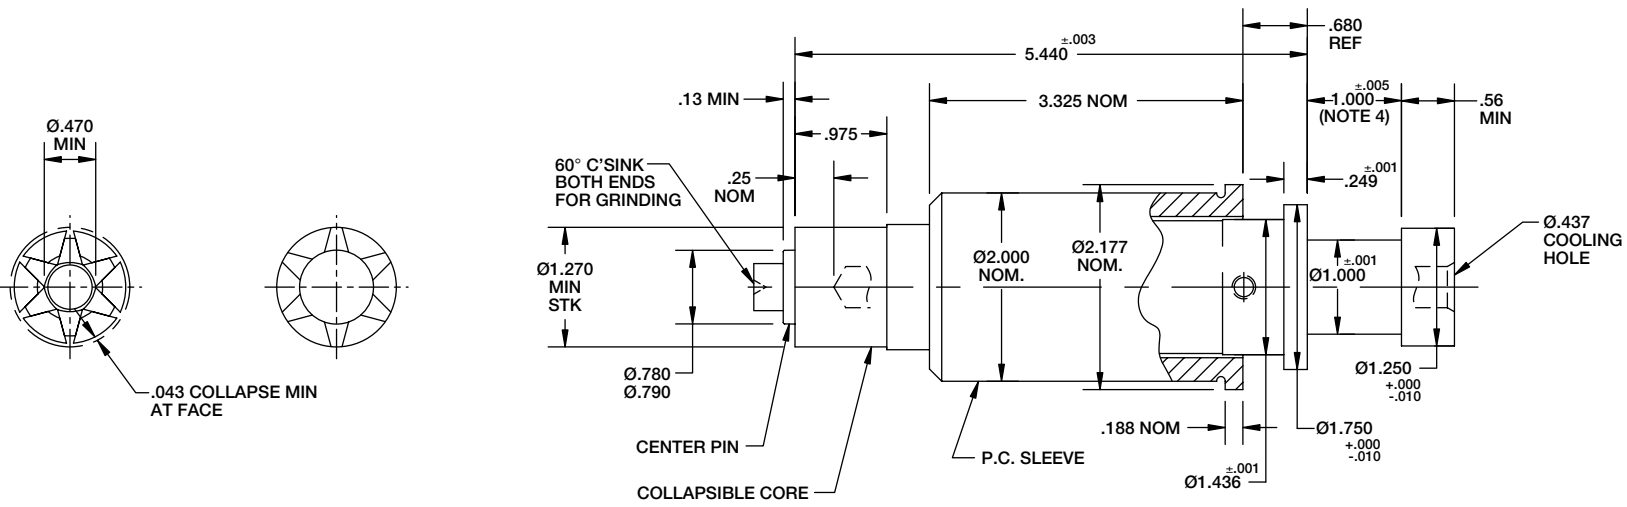 .680
REF
±.003
5.440
±.005
1.000
(NOTE 4)
.56
MIN
.13 MIN
3.325 NOM
Ø.470
MIN
.975
60° C'SINK
BOTH ENDS
FOR GRINDING
.25
NOM
±.001
.249
Ø.437
COOLING
HOLE
Ø1.270
MIN
STK
Ø2.000
NOM.
Ø2.177
NOM.
±.001
Ø1.000
Ø.780
Ø.790
Ø1.250
+.000
-.010
.043 COLLAPSE MIN
AT FACE
.188 NOM
Ø1.750
+.000
-.010
CENTER PIN
P.C. SLEEVE
±.001
Ø1.436
COLLAPSIBLE CORE